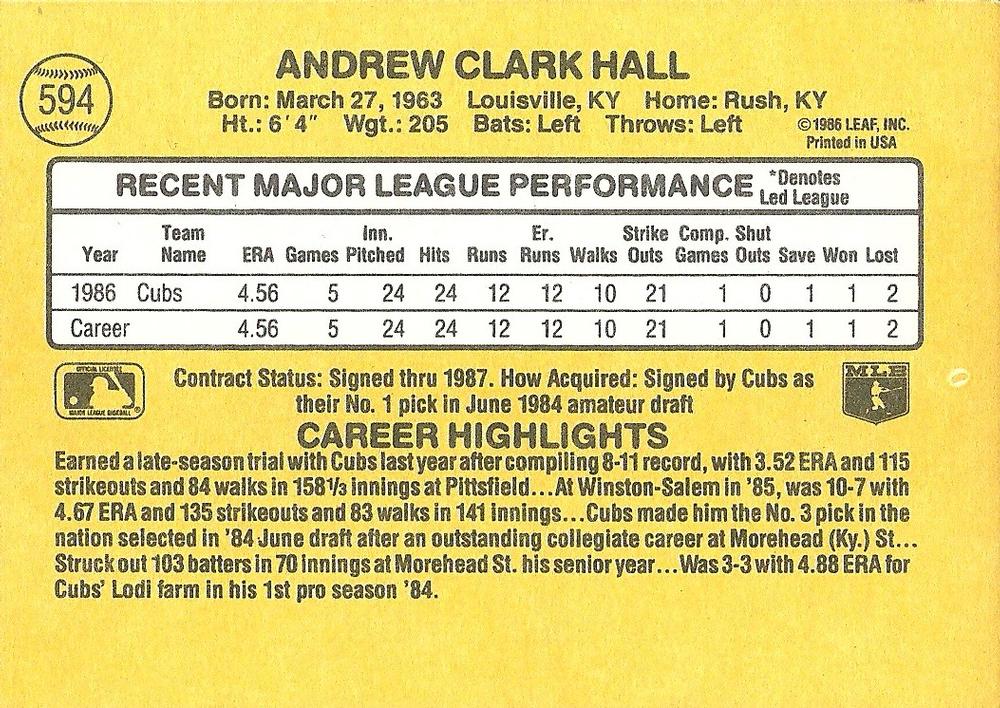 594
ANDREW CLARK HALL
Born: March 27, 1963 Louisville, KY Home: Rush, KY
Ht.: 6'4" Wgt.: 205 Bats: Left Throws: Left
©1986 LEAF, INC.
Printed in USA
RECENT MAJOR LEAGUE PERFORMANCE *Denotes Led League
Year Team Name ERA Games Inn. Pitched Hits Runs Er. Runs Walks Strike Outs Comp. Games Shut Outs Save Won Lost
1986 Cubs 4.56 5 24 24 12 12 10 21 1 0 1 1 2
Career 4.56 5 24 24 12 12 10 21 1 0 1 1 2
OFFICIAL LICENSEE
MAJOR LEAGUE BASEBALL
®
Contract Status: Signed thru 1987. How Acquired: Signed by Cubs as
their No. 1 pick in June 1984 amateur draft
MLB
CAREER HIGHLIGHTS
Earned a late-season trial with Cubs last year after compiling 8-11 record, with 3.52 ERA and 115
strikeouts and 84 walks in 158⅓ innings at Pittsfield...At Winston-Salem in '85, was 10-7 with
4.67 ERA and 135 strikeouts and 83 walks in 141 innings...Cubs made him the No. 3 pick in the
nation selected in '84 June draft after an outstanding collegiate career at Morehead (Ky.) St...
Struck out 103 batters in 70 innings at Morehead St. his senior year...Was 3-3 with 4.88 ERA for
Cubs' Lodi farm in his 1st pro season '84.